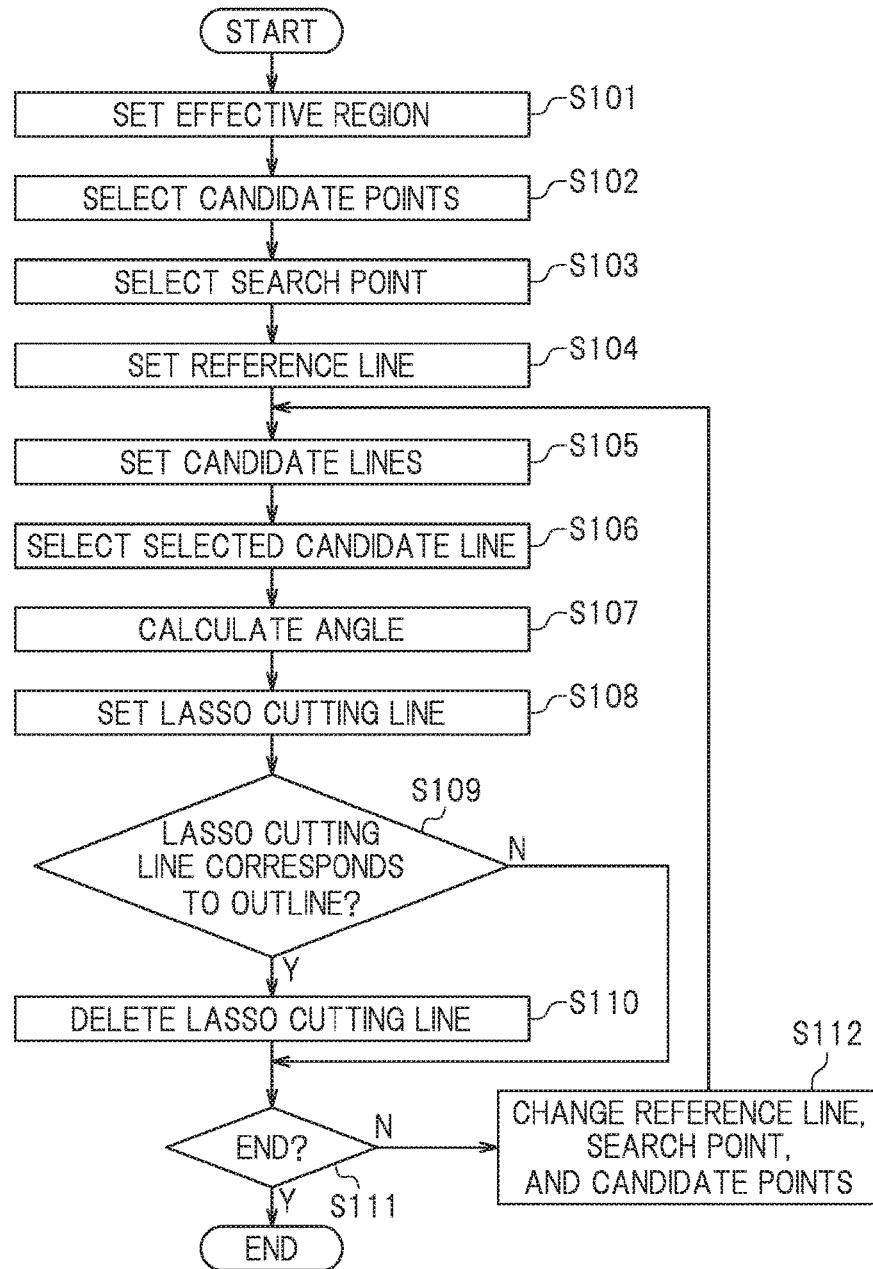 START
SET EFFECTIVE REGION
S101
SELECT CANDIDATE POINTS
S102
SELECT SEARCH POINT
S103
SET REFERENCE LINE
S104
SET CANDIDATE LINES
S105
SELECT SELECTED CANDIDATE LINE
S106
CALCULATE ANGLE
S107
SET LASSO CUTTING LINE
S108
S109
LASSO CUTTING
LINE CORRESPONDS
TO OUTLINE?
N
Y
DELETE LASSO CUTTING LINE
S110
S112
CHANGE REFERENCE LINE,
SEARCH POINT,
AND CANDIDATE POINTS
END?
N
Y
S111
END